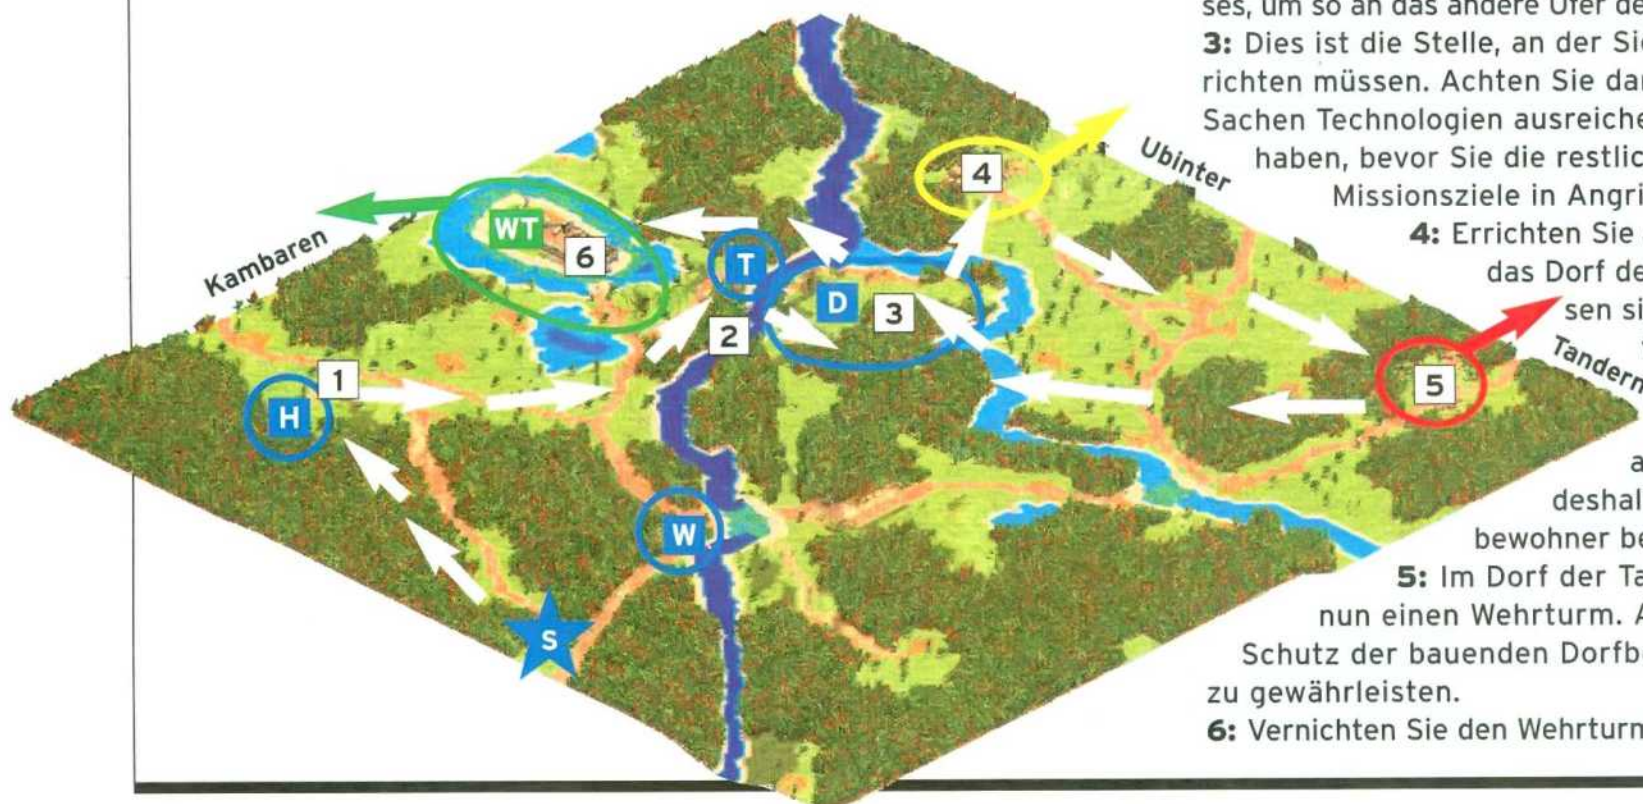 ses, um so an das andere Ufer de
3: Dies ist die Stelle, an der Sie
richten müssen. Achten Sie dar
Sachen Technologien ausreiche
haben, bevor Sie die restlic
Missionsziele in Angri
4: Errichten Sie
das Dorf de
sen si
a
deshal
bewohner be
5: Im Dorf der Ta
nun einen Wehrturm. A
Schutz der bauenden Dorfb
zu gewährleisten.
6: Vernichten Sie den Wehrturm
Kambaren
Ubinter
Tandern
WT
6
T
D
3
4
2
1
H
5
W
S